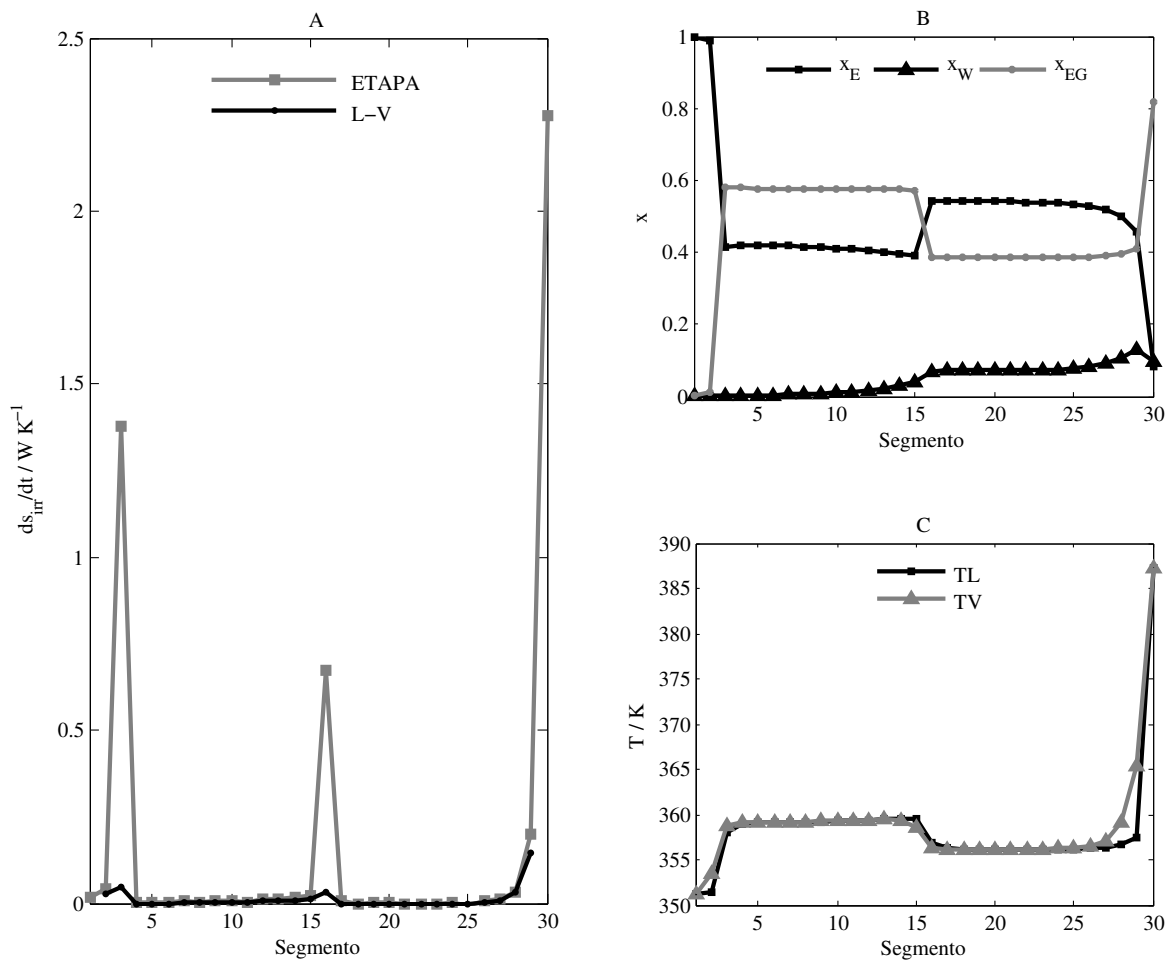 A
2.5
2
1.5
1
0.5
0
5
10
15
20
25
30
ETAPA
L−V
ds_irr/dt / W K⁻¹
Segmento
B
1
0.8
0.6
0.4
0.2
0
5
10
15
20
25
30
x_E x_W x_EG
x
Segmento
C
390
385
380
375
370
365
360
355
350
5
10
15
20
25
30
TL
TV
T / K
Segmento